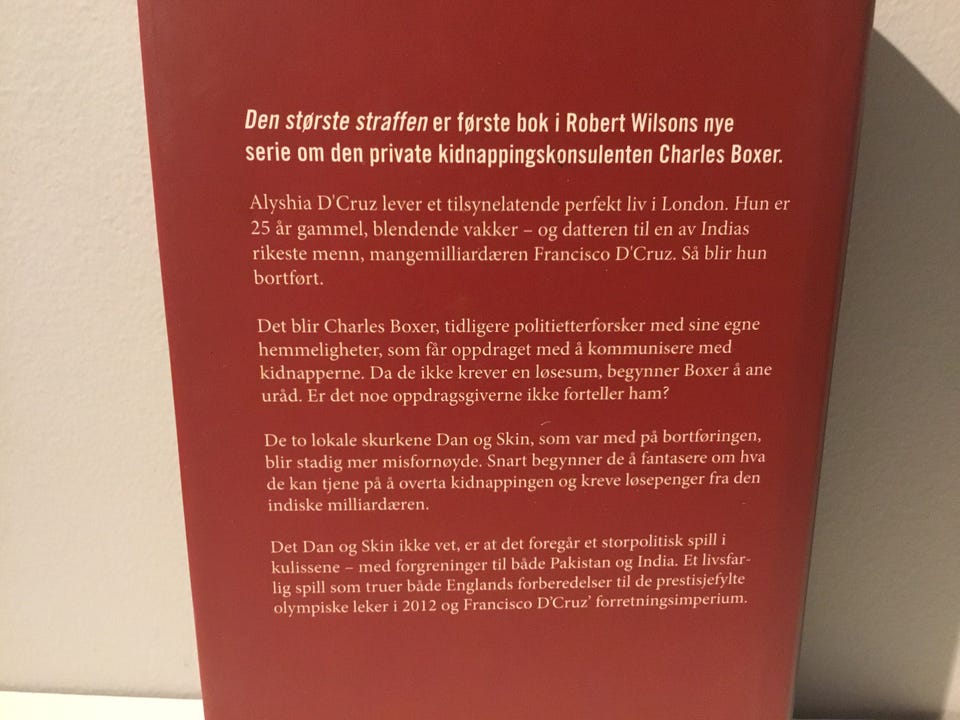 Den største straffen er første bok i Robert Wilsons nye
serie om den private kidnappingskonsulenten Charles Boxer.
Alyshia D'Cruz lever et tilsynelatende perfekt liv i London. Hun er
25 år gammel, blendende vakker – og datteren til en av Indias
rikeste menn, mangemilliardæren Francisco D'Cruz. Så blir hun
bortført.
Det blir Charles Boxer, tidligere politietterforsker med sine egne
hemmeligheter, som får oppdraget med å kommunisere med
kidnapperne. Da de ikke krever en løsesum, begynner Boxer å ane
uråd. Er det noe oppdragsgiverne ikke forteller ham?
De to lokale skurkene Dan og Skin, som var med på bortføringen,
blir stadig mer misfornøyde. Snart begynner de å fantasere om hva
de kan tjene på å overta kidnappingen og kreve løsepenger fra den
indiske milliardæren.
Det Dan og Skin ikke vet, er at det foregår et storpolitisk spill i
kulissene – med forgreninger til både Pakistan og India. Et livsfar-
lig spill som truer både Englands forberedelser til de prestisjefylte
olympiske leker i 2012 og Francisco D'Cruz' forretningsimperium.